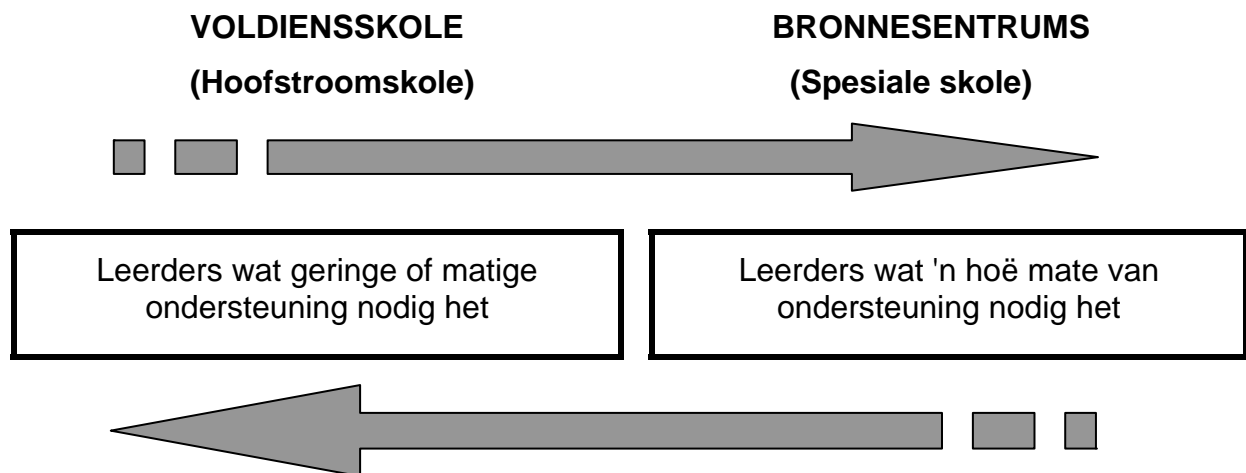 VOLDIENSSKOLE
(Hoofstroomskole)
BRONNESENTRUMS
(Spesiale skole)
Leerders wat geringe of matige
ondersteuning nodig het
Leerders wat 'n hoë mate van
ondersteuning nodig het